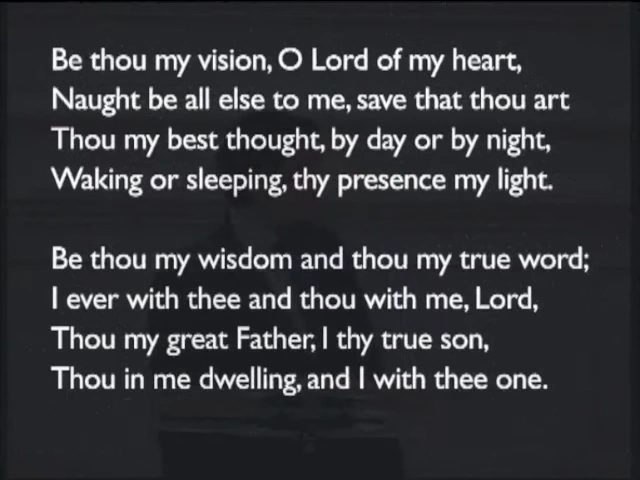 Be thou my vision, O Lord of my heart,
Naught be all else to me, save that thou art
Thou my best thought, by day or by night,
Waking or sleeping, thy presence my light.
Be thou my wisdom and thou my true word;
I ever with thee and thou with me, Lord,
Thou my great Father, I thy true son,
Thou in me dwelling, and I with thee one.